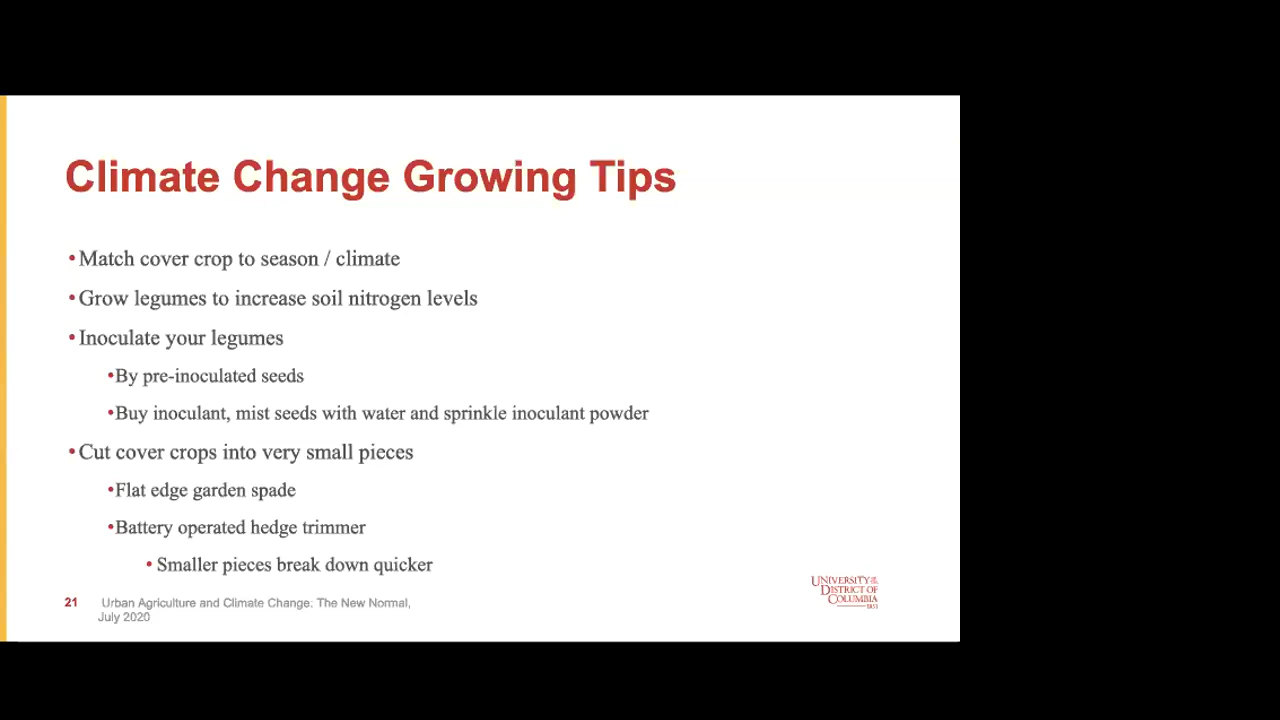 Climate Change Growing Tips
•Match cover crop to season / climate
•Grow legumes to increase soil nitrogen levels
•Inoculate your legumes
•By pre-inoculated seeds
•Buy inoculant, mist seeds with water and sprinkle inoculant powder
•Cut cover crops into very small pieces
•Flat edge garden spade
•Battery operated hedge trimmer
• Smaller pieces break down quicker
21 Urban Agriculture and Climate Change: The New Normal,
July 2020
UNIVERSITY OF THE
DISTRICT OF
COLUMBIA
1851